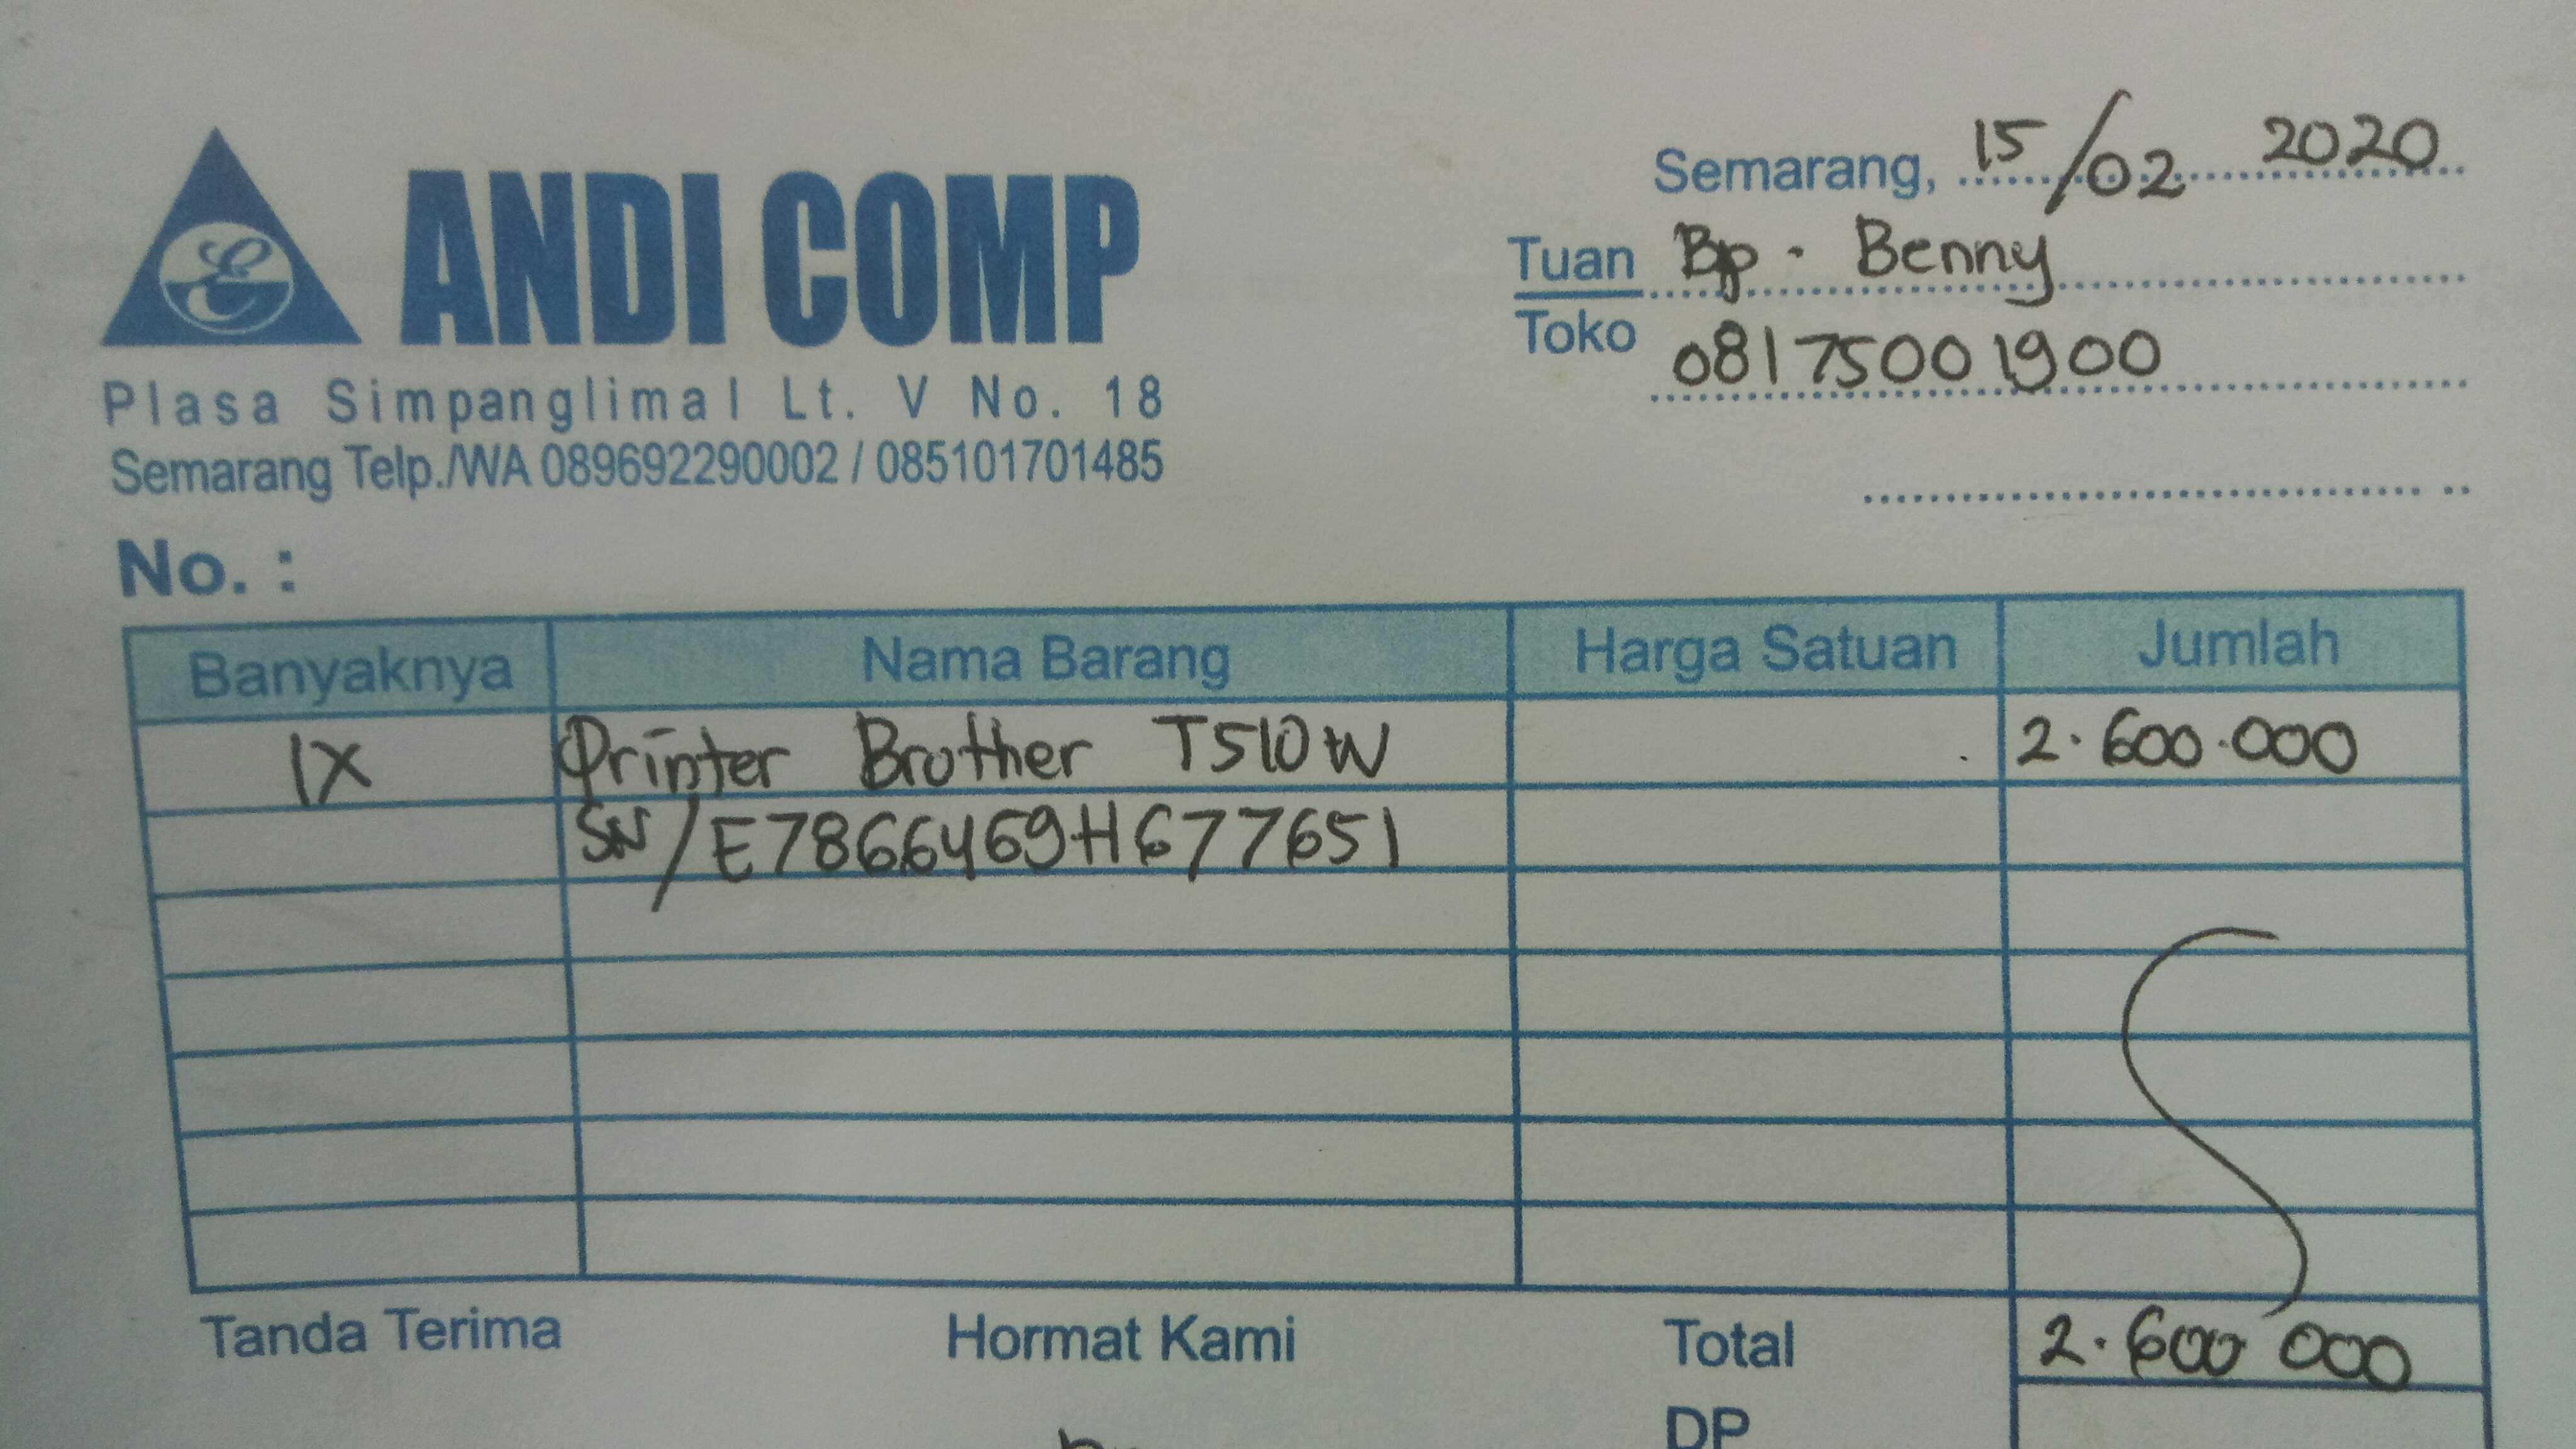 ANDI COMP
Plasa Simpanglimal Lt. V No. 18
Semarang Telp./WA 089692290002 / 085101701485
Semarang, 15/02 2020
Tuan Bp. Benny
Toko 081750001900
No. :
Banyaknya Nama Barang Harga Satuan Jumlah
1X Printer Brother T510W 2.600.000
SN/E7866469H677651
Tanda Terima Hormat Kami Total 2.600 000
DP